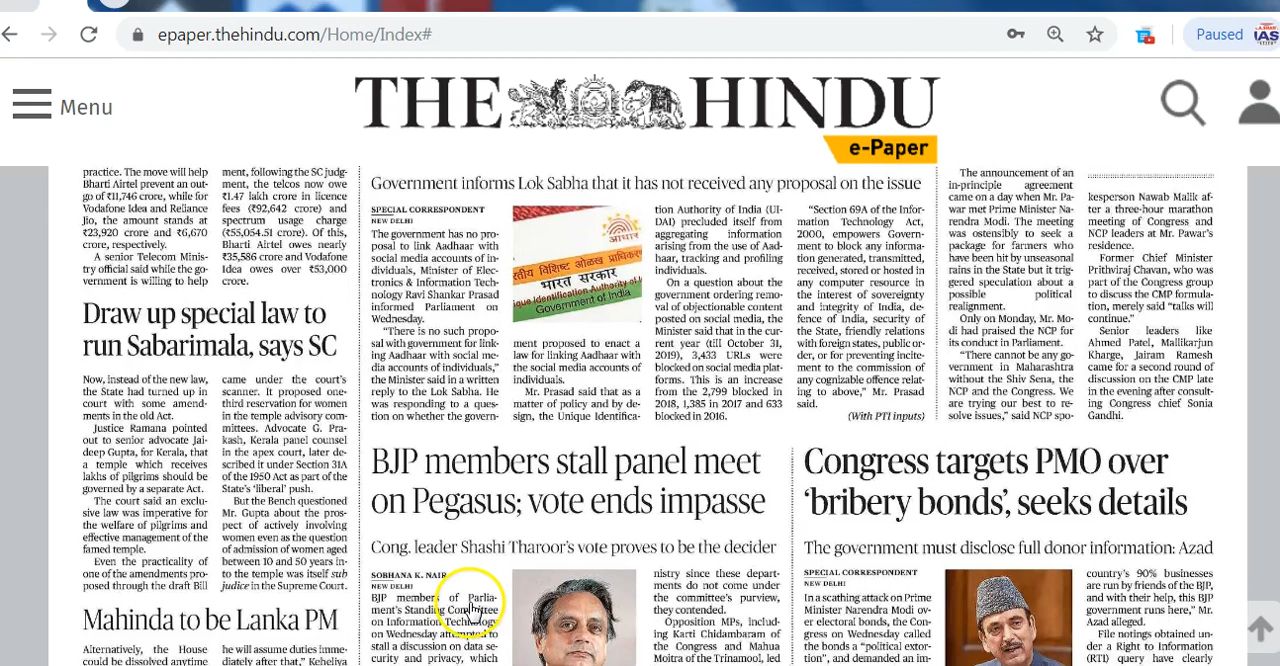 epaper.thehindu.com/Home/Index#
Paused
IAS
Menu
THE HINDU
e-Paper
practice. The move will help
Bharti Airtel prevent an out-
go of ₹11,746 crore, while for
Vodafone Idea and Reliance
Jio, the amount stands at
₹23,920 crore and ₹6,670
crore, respectively.
A senior Telecom Minis-
try official said while the go-
vernment is willing to help
ment, following the SC judg-
ment, the telcos now owe
₹1.47 lakh crore in licence
fees (₹92,642 crore) and
spectrum usage charge
(₹55,054.51 crore). Of this,
Bharti Airtel owes nearly
₹35,586 crore and Vodafone
Idea owes over ₹53,000
crore.
Draw up special law to
run Sabarimala, says SC
Now, instead of the new law,
the State had turned up in
court with some amend-
ments in the old Act.
Justice Ramana pointed
out to senior advocate Jai-
deep Gupta, for Kerala, that
a temple which receives
lakhs of pilgrims should be
governed by a separate Act.
The court said an exclu-
sive law was imperative for
the welfare of pilgrims and
effective management of the
famed temple.
Even the practicality of
one of the amendments pro-
posed through the draft Bill
came under the court's
scanner. It proposed one-
third reservation for women
in the temple advisory com-
mittees. Advocate G. Pra-
kash, Kerala panel counsel
in the apex court, later de-
scribed it under Section 31A
of the 1950 Act as part of the
State's 'liberal' push.
But the Bench questioned
Mr. Gupta about the pros-
pect of actively involving
women even as the question
of admission of women aged
between 10 and 50 years in-
to the temple was itself sub
judice in the Supreme Court.
Mahinda to be Lanka PM
Alternatively, the House
could be dissolved anytime
he will assume duties imme-
diately after that," Keheliya
Government informs Lok Sabha that it has not received any proposal on the issue
SPECIAL CORRESPONDENT
NEW DELHI
The government has no pro-
posal to link Aadhaar with
social media accounts of in-
dividuals, Minister of Elec-
tronics & Information Tech-
nology Ravi Shankar Prasad
informed Parliament on
Wednesday.
"There is no such propo-
sal with government for link-
ing Aadhaar with social me-
dia accounts of individuals,"
the Minister said in a written
reply to the Lok Sabha. He
was responding to a ques-
tion on whether the govern-
आधार
भारत सरकार
Unique Identification Authority of I
Government of India
ment proposed to enact a
law for linking Aadhaar with
the social media accounts of
individuals.
Mr. Prasad said that as a
matter of policy and by de-
sign, the Unique Identifica-
tion Authority of India (UI-
DAI) precluded itself from
aggregating information
arising from the use of Aad-
haar, tracking and profiling
individuals.
On a question about the
government ordering remo-
val of objectionable content
posted on social media, the
Minister said that in the cur-
rent year (till October 31,
2019), 3,433 URLs were
blocked on social media plat-
forms. This is an increase
from the 2,799 blocked in
2018, 1,385 in 2017 and 633
blocked in 2016.
"Section 69A of the Infor-
mation Technology Act,
2000, empowers Govern-
ment to block any informa-
tion generated, transmitted,
received, stored or hosted in
any computer resource in
the interest of sovereignty
and integrity of India, de-
fence of India, security of
the State, friendly relations
with foreign states, public or-
der, or for preventing incite-
ment to the commission of
any cognizable offence relat-
ing to above," Mr. Prasad
said.
(With PTI inputs)
The announcement of an
in-principle agreement
came on a day when Mr. Pa-
war met Prime Minister Na-
rendra Modi. The meeting
was ostensibly to seek a
package for farmers who
have been hit by unseasonal
rains in the State but it trig-
gered speculation about a
possible political
realignment.
Only on Monday, Mr. Mo-
di had praised the NCP for
its conduct in Parliament.
"There cannot be any go-
vernment in Maharashtra
without the Shiv Sena, the
NCP and the Congress. We
are trying our best to re-
solve issues," said NCP spo-
kesperson Nawab Malik af-
ter a three-hour marathon
meeting of Congress and
NCP leaders at Mr. Pawar's
residence.
Former Chief Minister
Prithviraj Chavan, who was
part of the Congress group
to discuss the CMP formula-
tion, merely said "talks will
continue."
Senior leaders like
Ahmed Patel, Mallikarjun
Kharge, Jairam Ramesh
came for a second round of
discussion on the CMP late
in the evening after consult-
ing Congress chief Sonia
Gandhi.
BJP members stall panel meet
on Pegasus; vote ends impasse
Cong. leader Shashi Tharoor's vote proves to be the decider
SOBHANA K. NAIR
NEW DELHI
BJP members of Parlia-
ment's Standing Committee
on Information Technology
on Wednesday attempted to
stall a discussion on data se-
curity and privacy, which
nistry since these depart-
ments do not come under
the committee's purview,
they contended.
Opposition MPs, includ-
ing Karti Chidambaram of
the Congress and Mahua
Moitra of the Trinamool, led
Congress targets PMO over
'bribery bonds', seeks details
The government must disclose full donor information: Azad
SPECIAL CORRESPONDENT
NEW DELHI
In a scathing attack on Prime
Minister Narendra Modi ov-
er electoral bonds, the Con-
gress on Wednesday called
the bonds a "political extor-
tion", and demanded an im-
country's 90% businesses
are run by friends of the BJP,
and with their help, this BJP
government runs here," Mr.
Azad alleged.
File notings obtained un-
der a Right to Information
(RTI) query have clearly